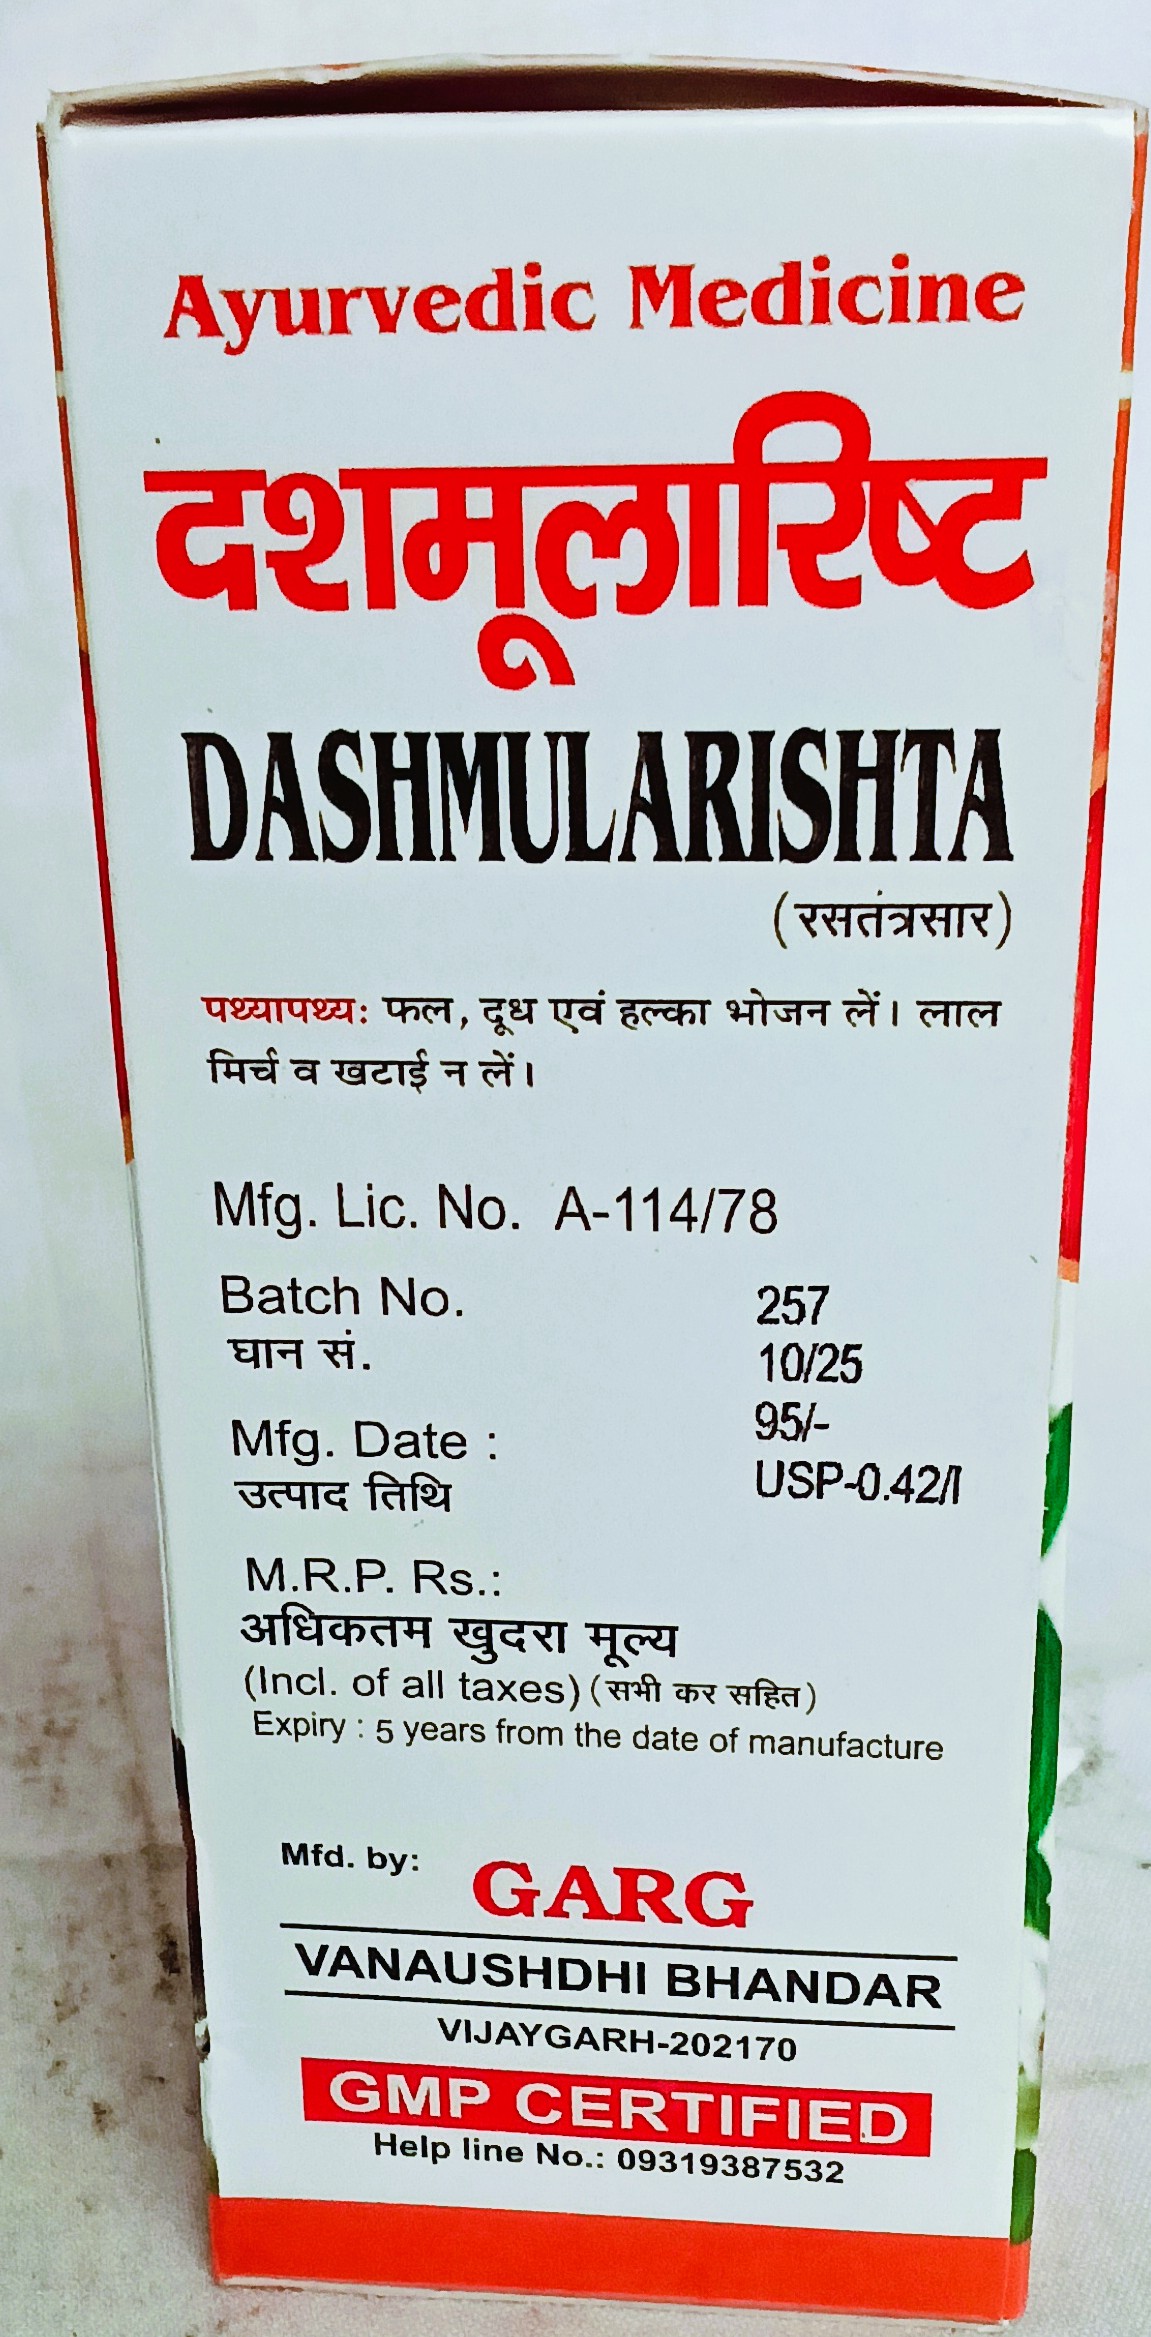 Ayurvedic Medicine
दशमूलारिष्ट
DASHMULARISHTA
(रसतंत्रसार)
पथ्यापथ्य: फल, दूध एवं हल्का भोजन लें। लाल
मिर्च व खटाई न लें।
Mfg. Lic. No. A-114/78
Batch No. 257
घान सं. 10/25
95/-
Mfg. Date :
उत्पाद तिथि USP-0.42/l
M.R.P. Rs.:
अधिकतम खुदरा मूल्य
(Incl. of all taxes) (सभी कर सहित)
Expiry : 5 years from the date of manufacture
Mfd. by: GARG
VANAUSHDHI BHANDAR
VIJAYGARH-202170
GMP CERTIFIED
Help line No.: 09319387532